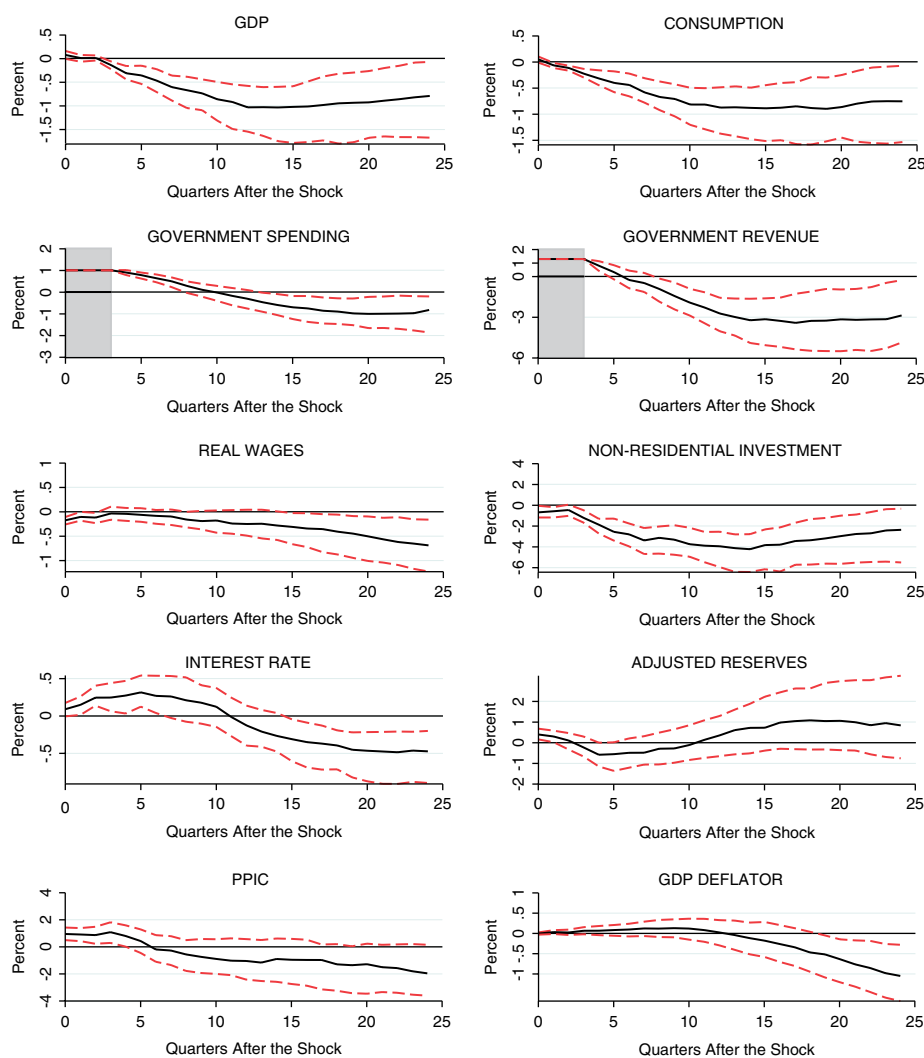 GDP
.5
0
-.5
-1
-1.5
Percent
0 5 10 15 20 25
Quarters After the Shock
CONSUMPTION
.5
0
-.5
-1
-1.5
Percent
0 5 10 15 20 25
Quarters After the Shock
GOVERNMENT SPENDING
2
1
0
-1
-2
-3
Percent
0 5 10 15 20 25
Quarters After the Shock
GOVERNMENT REVENUE
12
0
-3
-6
Percent
0 5 10 15 20 25
Quarters After the Shock
REAL WAGES
1
.5
0
-.5
-1
Percent
0 5 10 15 20 25
Quarters After the Shock
NON-RESIDENTIAL INVESTMENT
4
2
0
-2
-4
-6
Percent
0 5 10 15 20 25
Quarters After the Shock
INTEREST RATE
.5
0
-.5
Percent
0 5 10 15 20 25
Quarters After the Shock
ADJUSTED RESERVES
2
1
0
-1
-2
Percent
0 5 10 15 20 25
Quarters After the Shock
PPIC
4
2
0
-2
-4
Percent
0 5 10 15 20 25
Quarters After the Shock
GDP DEFLATOR
1
.5
0
-.5
-1
Percent
0 5 10 15 20 25
Quarters After the Shock